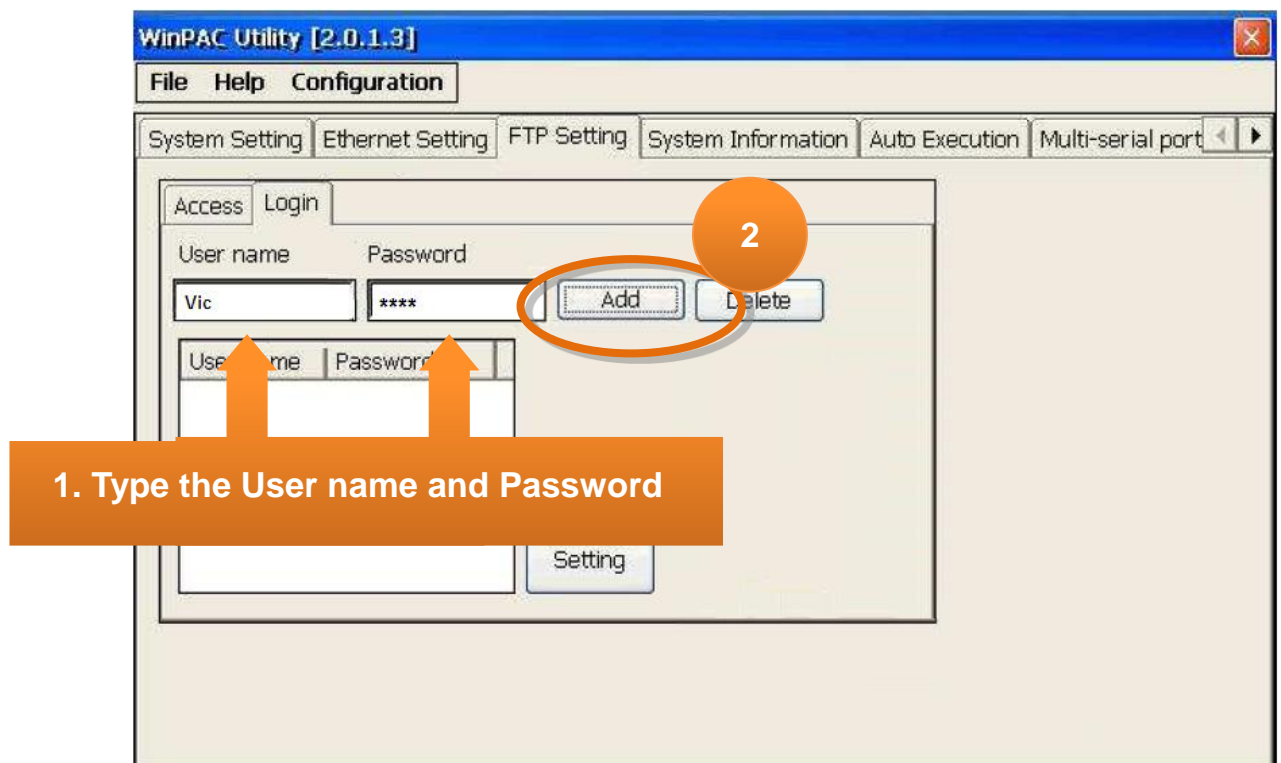 WinPAC Utility [2.0.1.3]
File Help Configuration
System Setting Ethernet Setting FTP Setting System Information Auto Execution Multi-serial port
Access Login
2
User name Password
Vic **** Add Delete
Password
1. Type the User name and Password
Setting